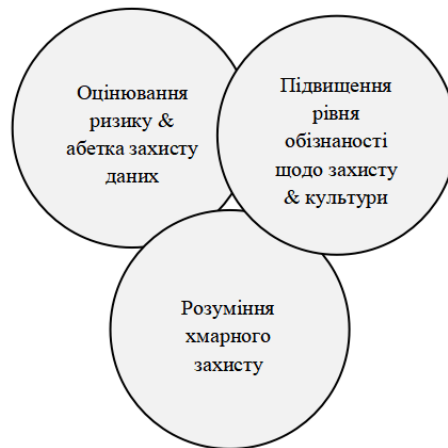 Оцінювання
ризику &
абетка захисту
даних
Підвищення
рівня
обізнаності
щодо захисту
& культури
Розуміння
хмарного
захисту